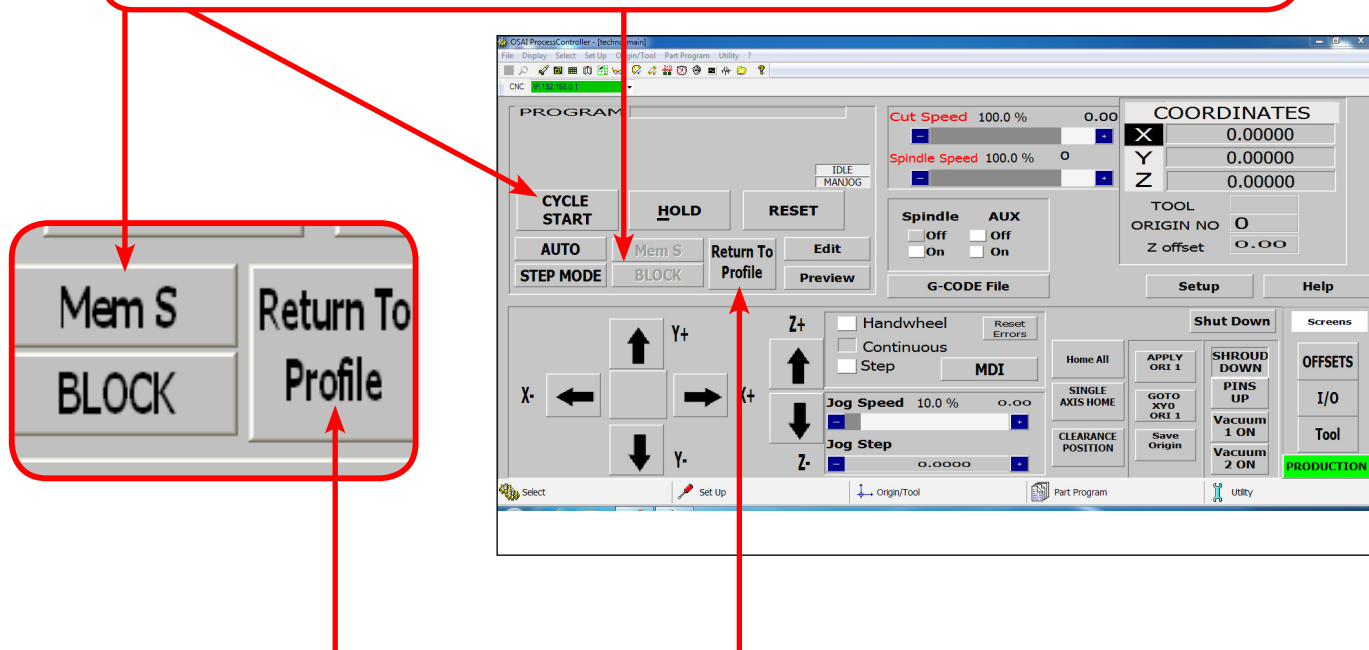 OSAI ProcessController - [techno main]
File Display Select Set Up Origin/Tool Part Program Utility ?
CNC IP:192.168.0.1
PROGRAM
IDLE
MANJOG
CYCLE
START
HOLD
RESET
AUTO
Mem S
Return To
Profile
Edit
STEP MODE
BLOCK
Preview
Cut Speed 100.0 % 0.00
Spindle Speed 100.0 % 0
Spindle AUX
Off Off
On On
G-CODE File
COORDINATES
X 0.00000
Y 0.00000
Z 0.00000
TOOL
ORIGIN NO 0
Z offset 0.00
Setup
Help
Mem S
BLOCK
Return To
Profile
Y+
X-
X+
Y-
Z+
Z-
Handwheel
Continuous
Step
Reset
Errors
MDI
Jog Speed 10.0 % 0.00
Jog Step
0.0000
Home All
SINGLE
AXIS HOME
CLEARANCE
POSITION
APPLY
ORI 1
GOTO
XY0
ORI 1
Save
Origin
Shut Down
SHROUD
DOWN
PINS
UP
Vacuum
1 ON
Vacuum
2 ON
Screens
OFFSETS
I/O
Tool
PRODUCTION
Select
Set Up
Origin/Tool
Part Program
Utility